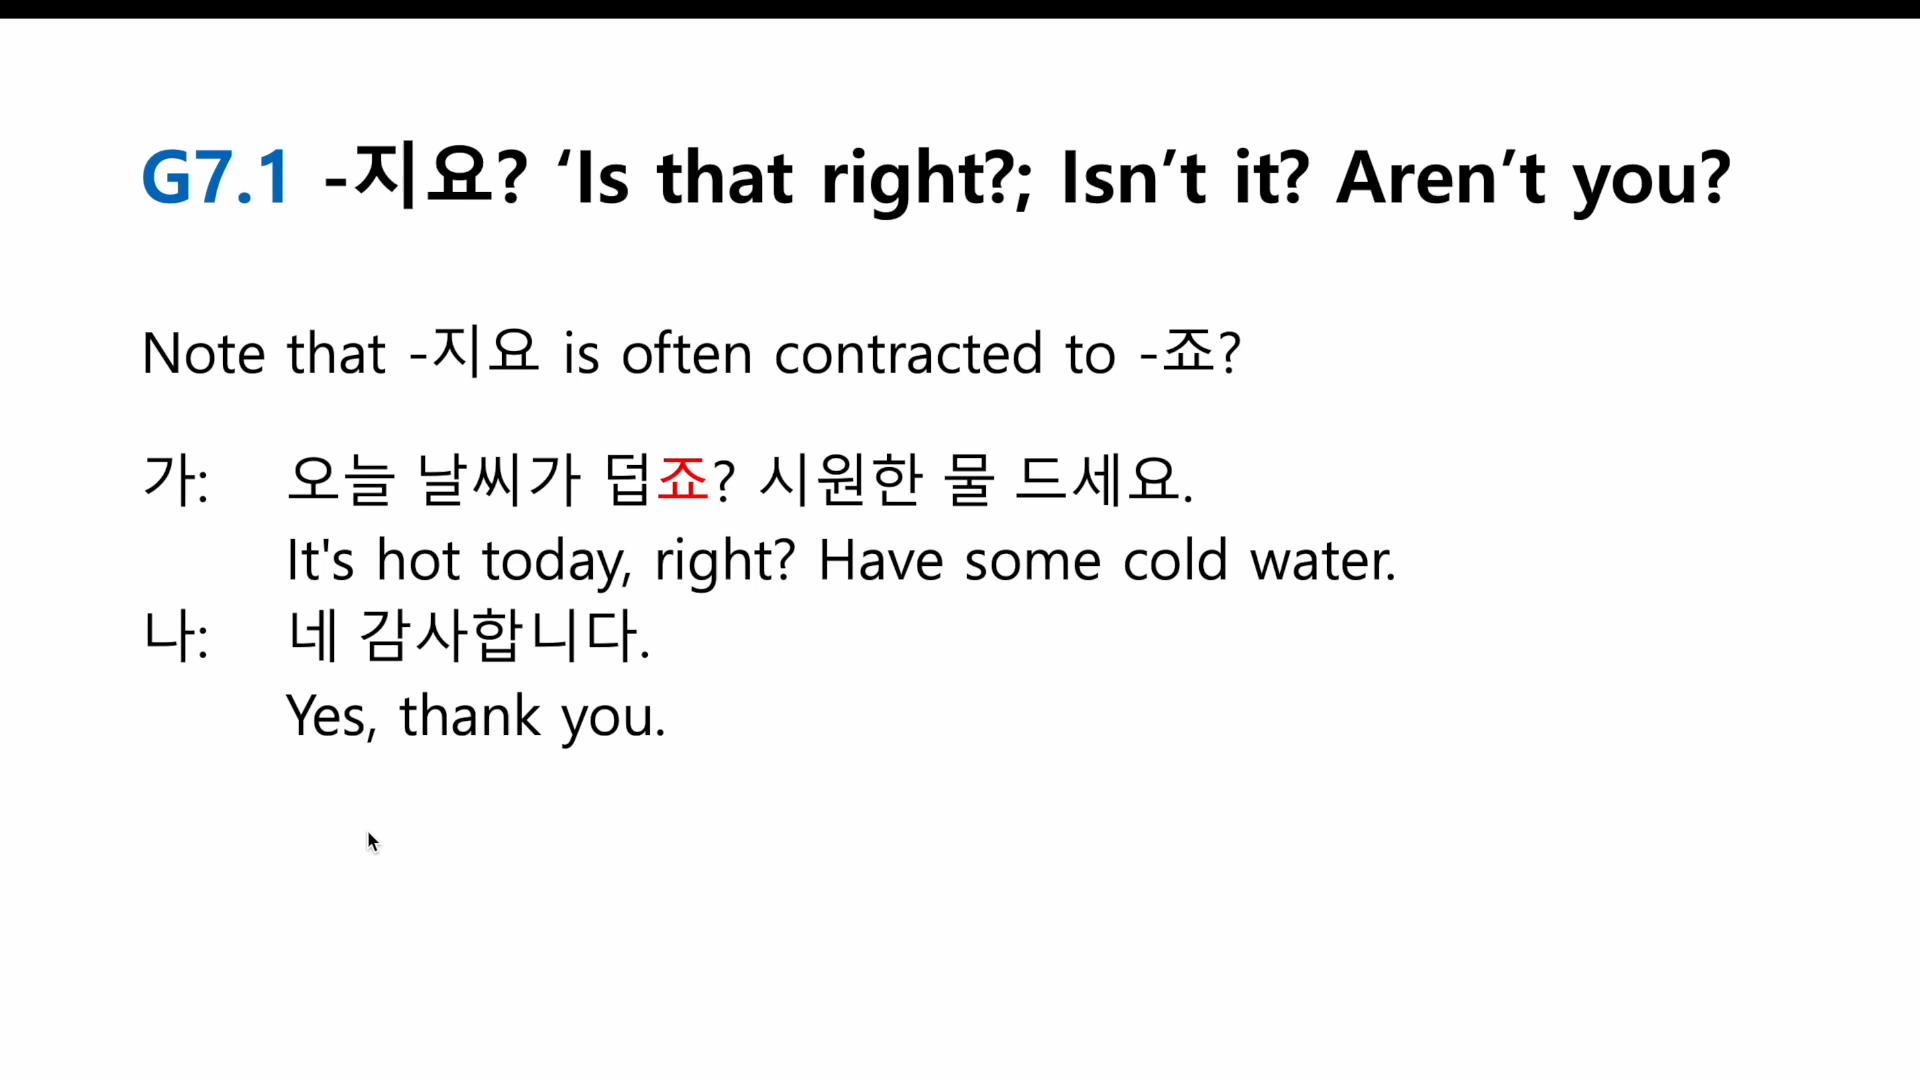 G7.1 -지요? ‘Is that right?; Isn’t it? Aren’t you?
Note that -지요 is often contracted to -죠?
가: 오늘 날씨가 덥죠? 시원한 물 드세요.
It's hot today, right? Have some cold water.
나: 네 감사합니다.
Yes, thank you.